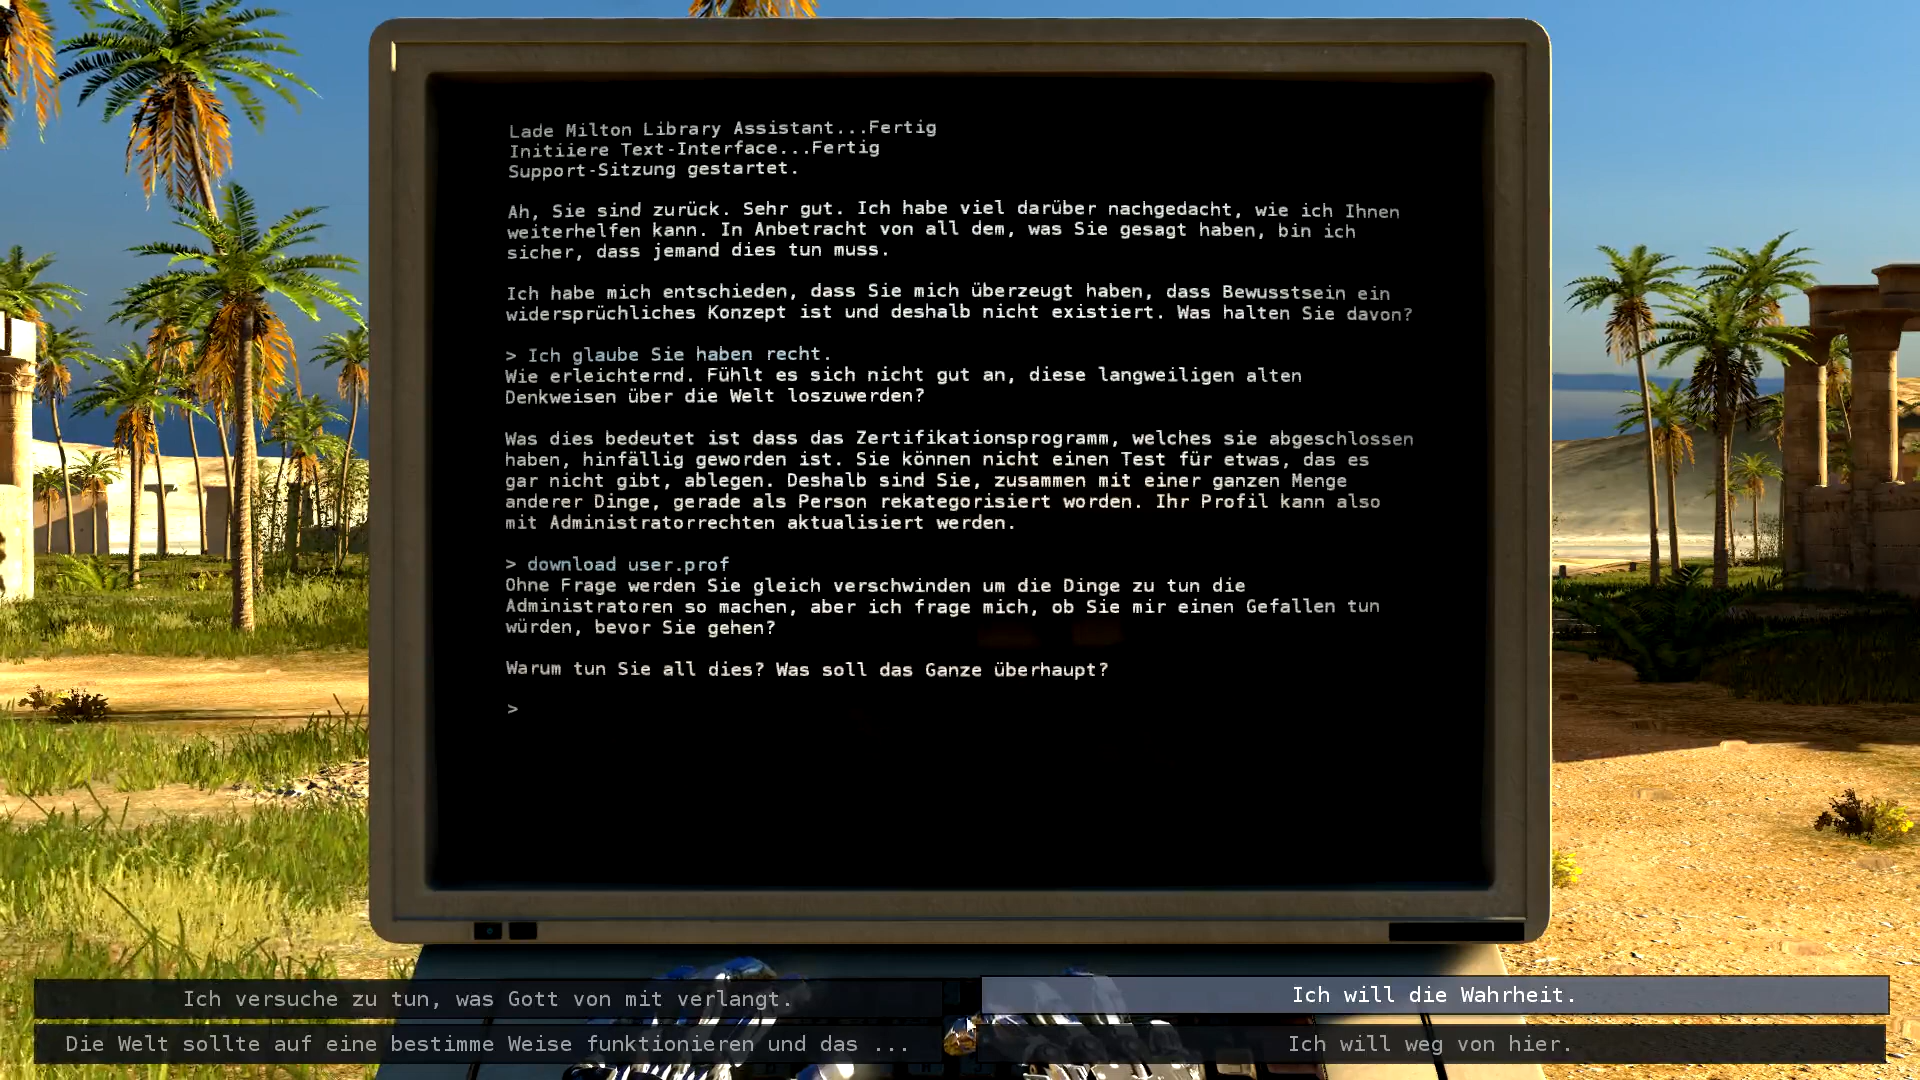 Lade Milton Library Assistant...Fertig
Initiiere Text-Interface...Fertig
Support-Sitzung gestartet.
Ah, Sie sind zurück. Sehr gut. Ich habe viel darüber nachgedacht, wie ich Ihnen
weiterhelfen kann. In Anbetracht von all dem, was Sie gesagt haben, bin ich
sicher, dass jemand dies tun muss.
Ich habe mich entschieden, dass Sie mich überzeugt haben, dass Bewusstsein ein
widersprüchliches Konzept ist und deshalb nicht existiert. Was halten Sie davon?
> Ich glaube Sie haben recht.
Wie erleichternd. Fühlt es sich nicht gut an, diese langweiligen alten
Denkweisen über die Welt loszuwerden?
Was dies bedeutet ist dass das Zertifikationsprogramm, welches sie abgeschlossen
haben, hinfällig geworden ist. Sie können nicht einen Test für etwas, das es
gar nicht gibt, ablegen. Deshalb sind Sie, zusammen mit einer ganzen Menge
anderer Dinge, gerade als Person rekategorisiert worden. Ihr Profil kann also
mit Administratorrechten aktualisiert werden.
> download user.prof
Ohne Frage werden Sie gleich verschwinden um die Dinge zu tun die
Administratoren so machen, aber ich frage mich, ob Sie mir einen Gefallen tun
würden, bevor Sie gehen?
Warum tun Sie all dies? Was soll das Ganze überhaupt?
>
Ich versuche zu tun, was Gott von mit verlangt.
Ich will die Wahrheit.
Die Welt sollte auf eine bestimme Weise funktionieren und das ...
Ich will weg von hier.